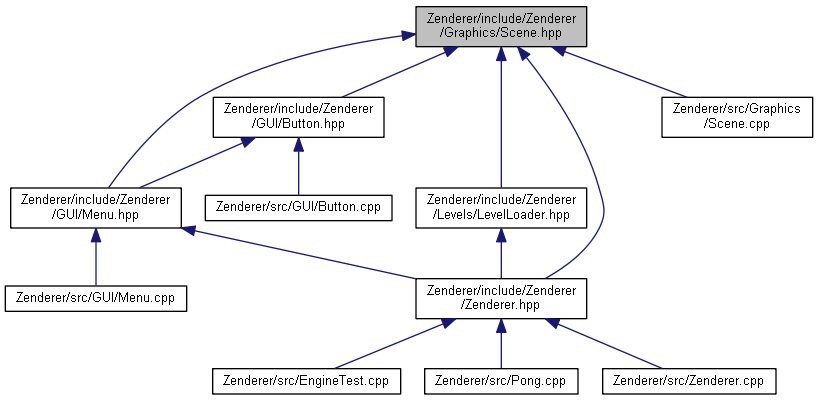 Zenderer/include/Zenderer
/Graphics/Scene.hpp
Zenderer/include/Zenderer
/GUI/Button.hpp
Zenderer/src/Graphics
/Scene.cpp
Zenderer/include/Zenderer
/GUI/Menu.hpp
Zenderer/src/GUI/Button.cpp
Zenderer/include/Zenderer
/Levels/LevelLoader.hpp
Zenderer/src/GUI/Menu.cpp
Zenderer/include/Zenderer
/Zenderer.hpp
Zenderer/src/EngineTest.cpp
Zenderer/src/Pong.cpp
Zenderer/src/Zenderer.cpp